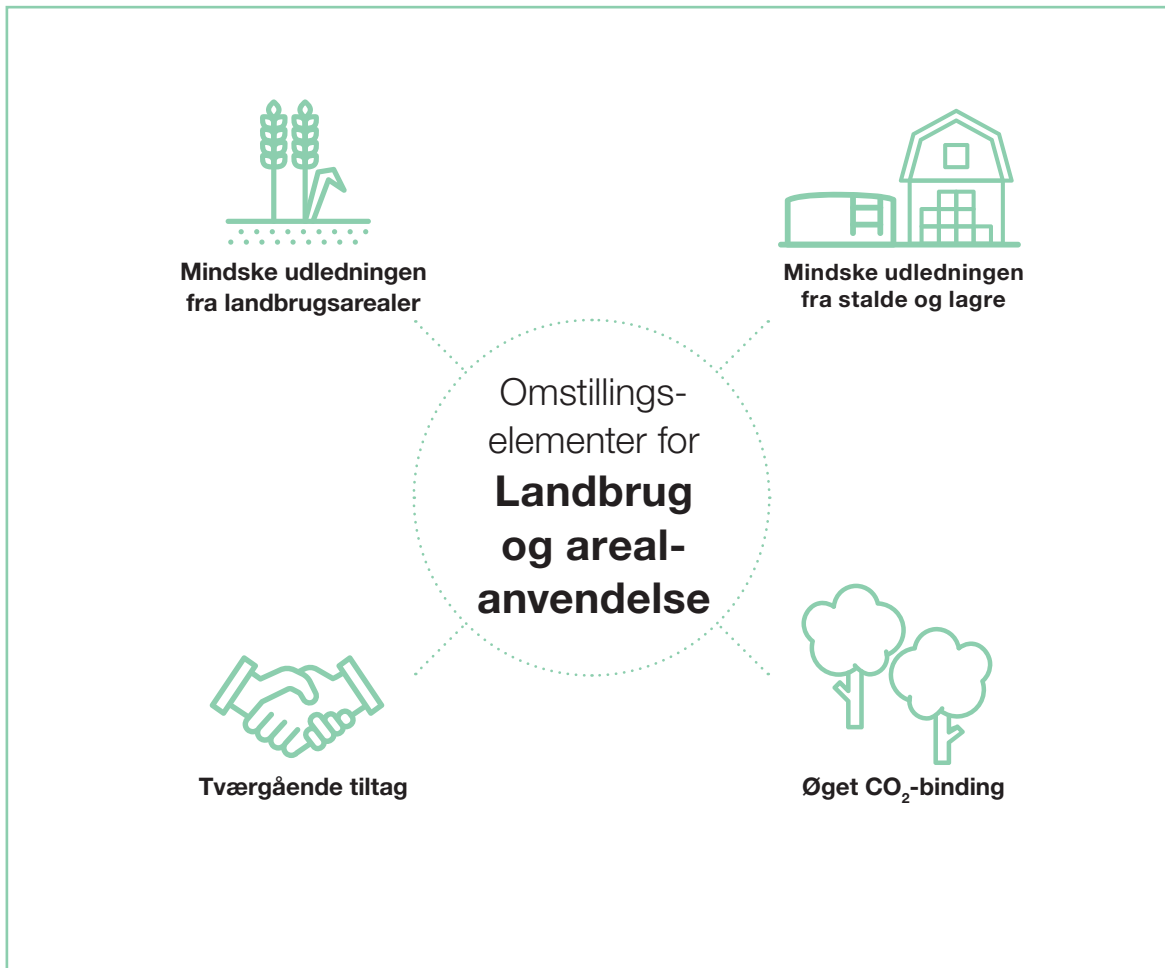 Mindske udledningen
fra landbrugsarealer
Mindske udledningen
fra stalde og lagre
Omstillings-
elementer for
Landbrug
og areal-
anvendelse
Tværgående tiltag
Øget CO₂-binding